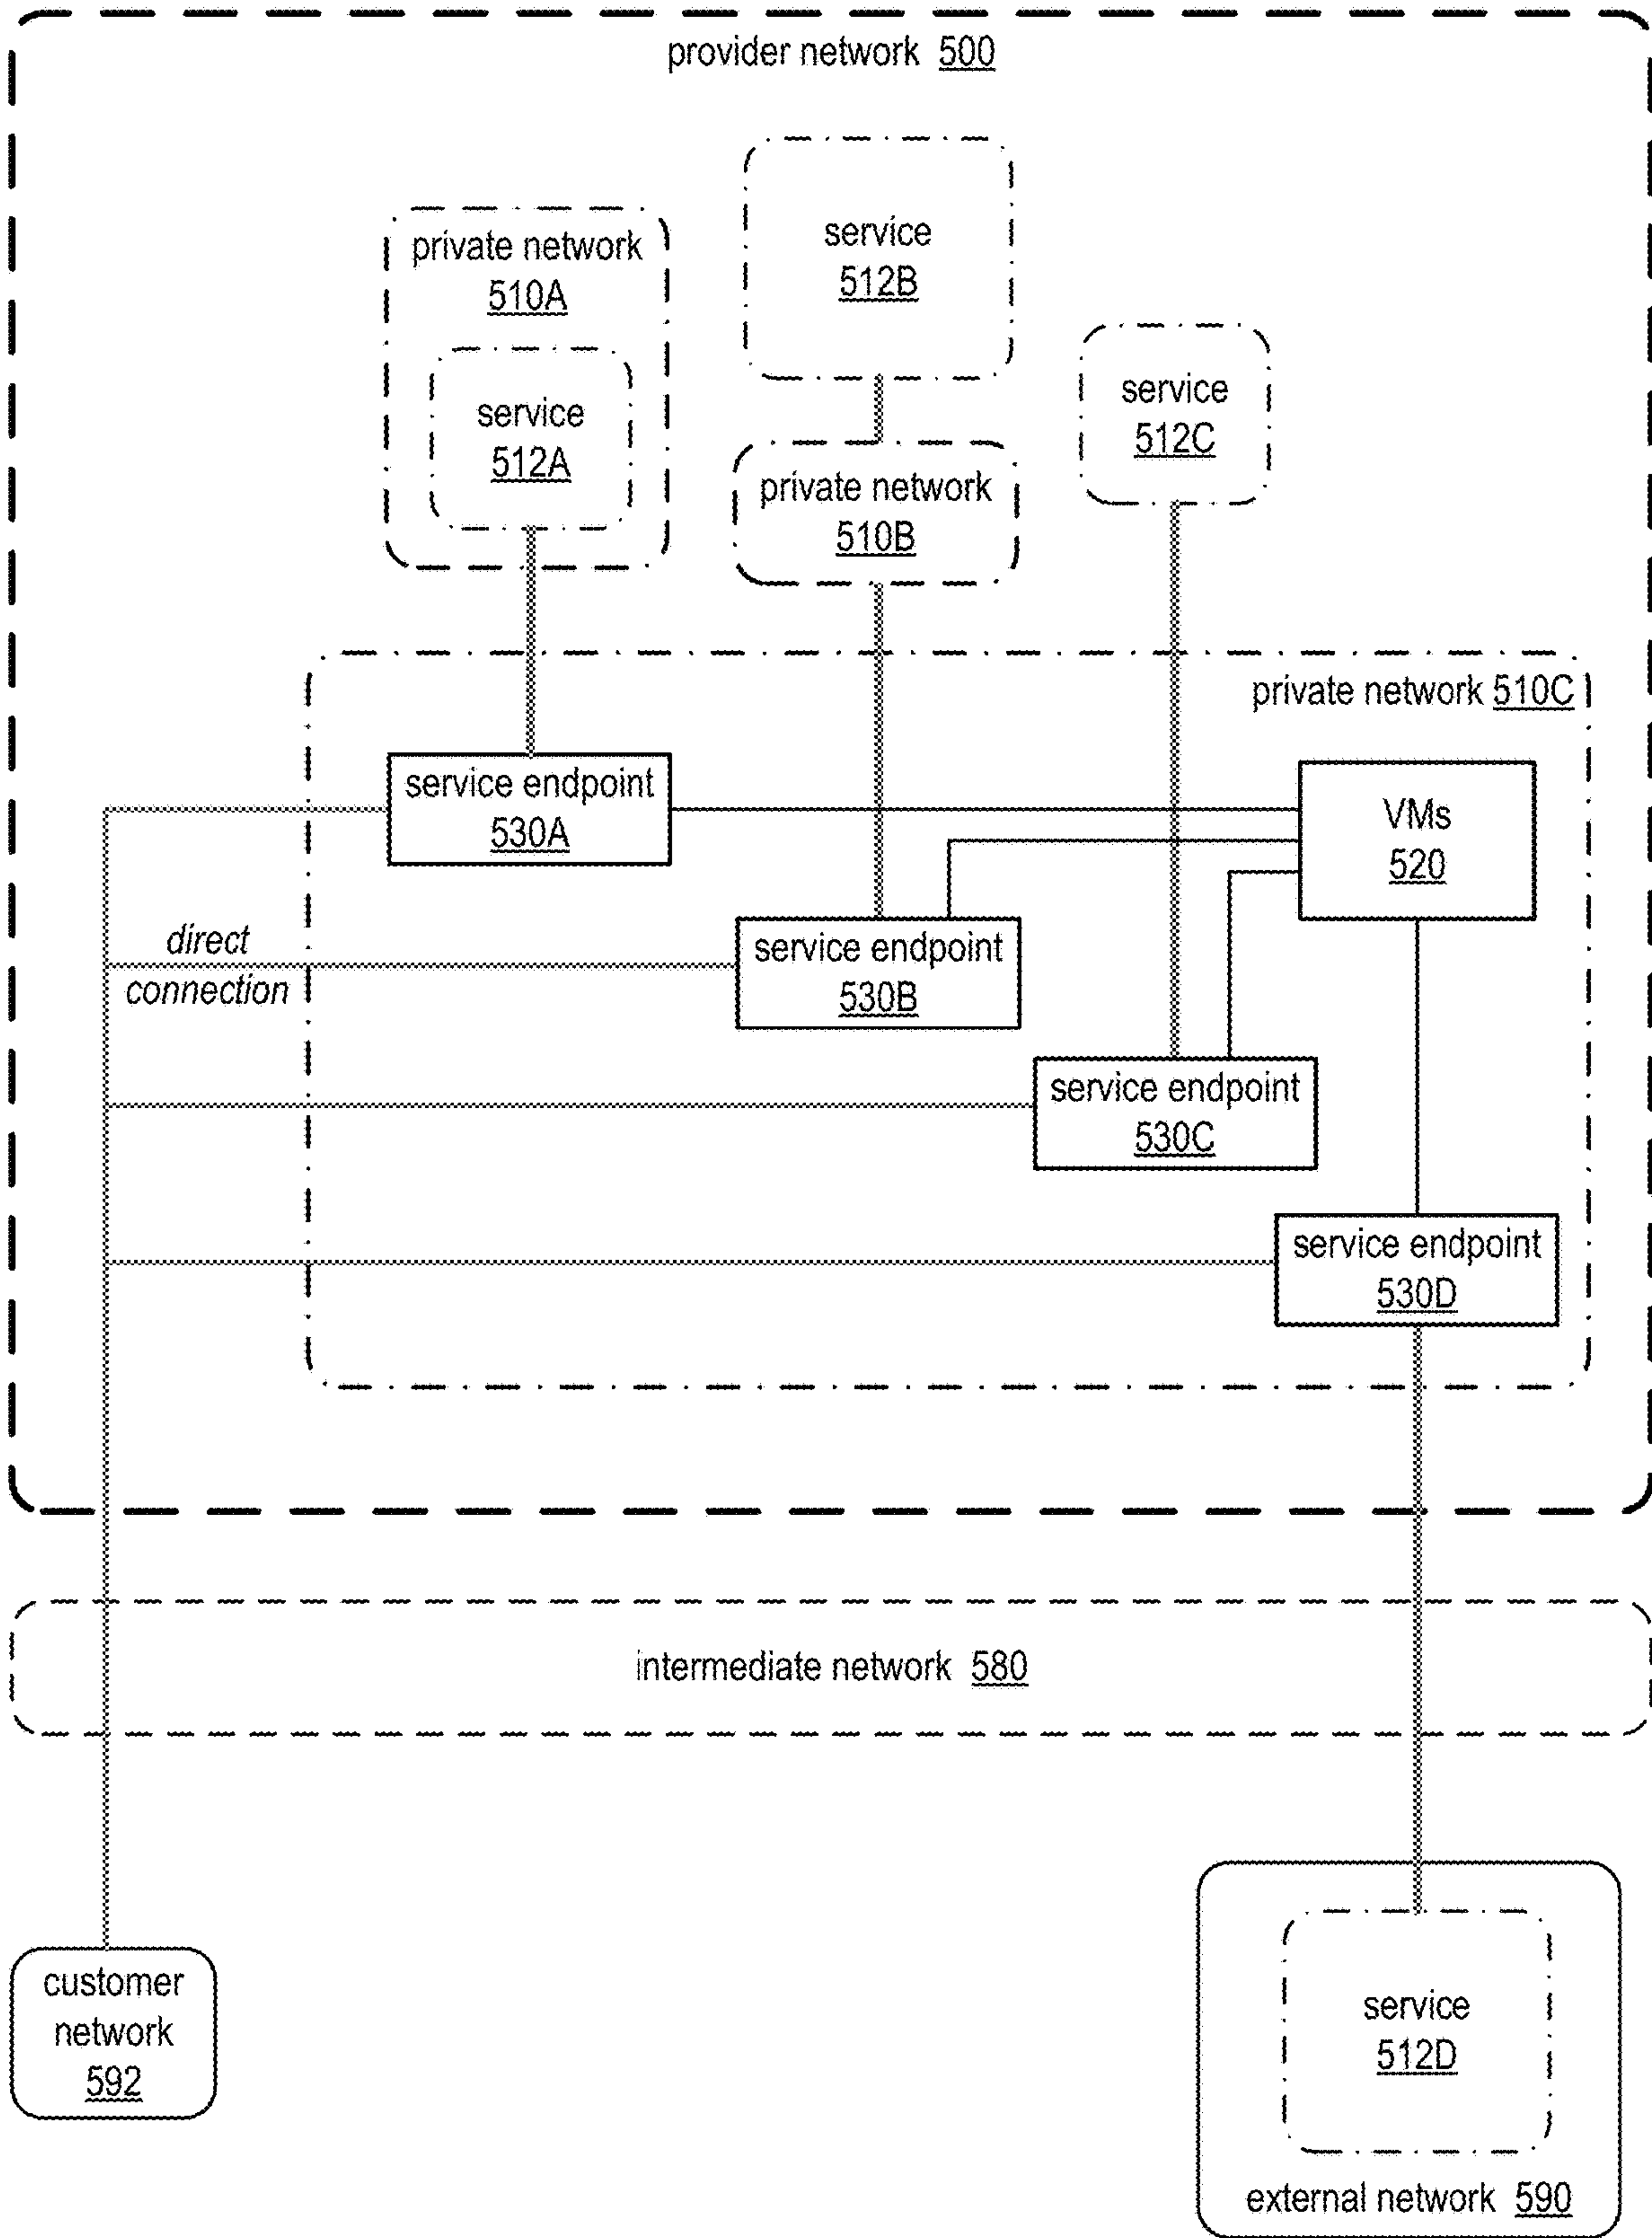 provider network 500
private network
510A
service
512A
service
512B
private network
510B
service
512C
private network 510C
service endpoint
530A
VMs
520
direct
connection
service endpoint
530B
service endpoint
530C
service endpoint
530D
intermediate network 580
customer
network
592
service
512D
external network 590